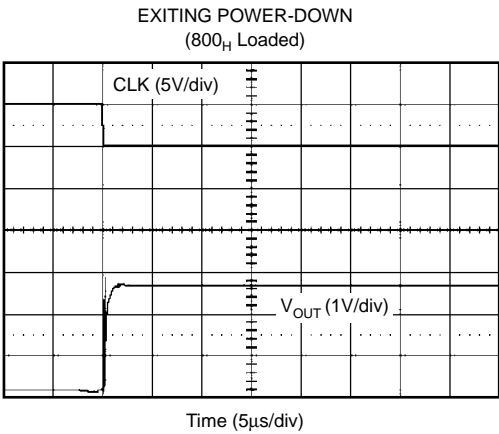 EXITING POWER-DOWN
(800H Loaded)
CLK (5V/div)
VOUT (1V/div)
Time (5μs/div)